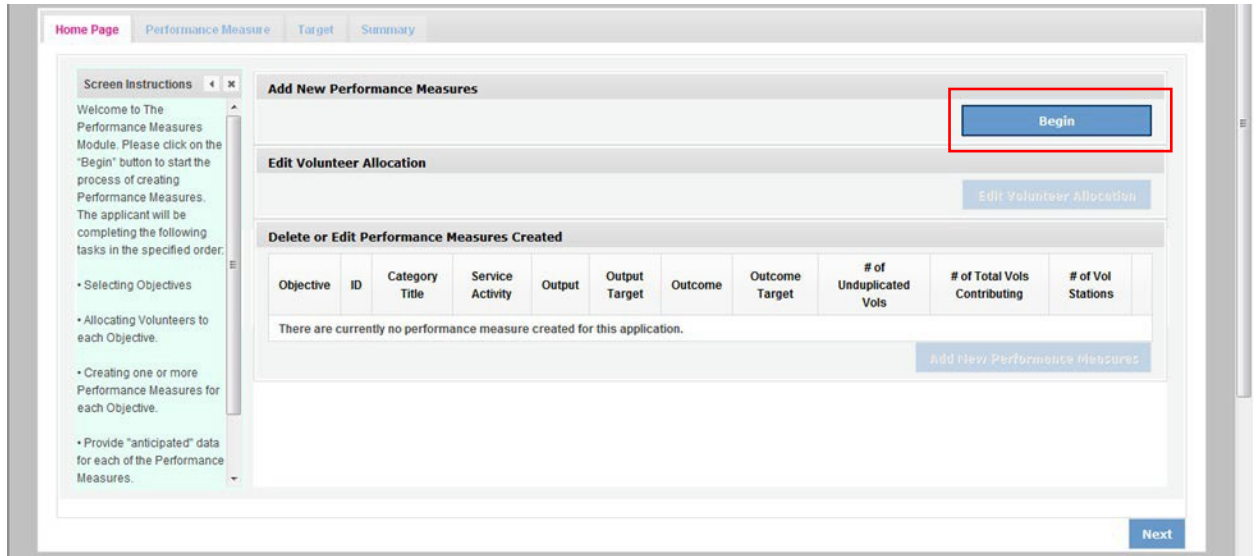 Home Page Performance Measure Target Summary
Screen Instructions
Welcome to The
Performance Measures
Module. Please click on the
"Begin" button to start the
process of creating
Performance Measures.
The applicant will be
completing the following
tasks in the specified order:
• Selecting Objectives
• Allocating Volunteers to
each Objective.
• Creating one or more
Performance Measures for
each Objective.
• Provide "anticipated" data
for each of the Performance
Measures.
Add New Performance Measures
Begin
Edit Volunteer Allocation
Edit Volunteer Allocation
Delete or Edit Performance Measures Created
Objective ID Category Title Service Activity Output Output Target Outcome Outcome Target # of Unduplicated Vols # of Total Vols Contributing # of Vol Stations
There are currently no performance measure created for this application.
Add New Performance Measures
Next